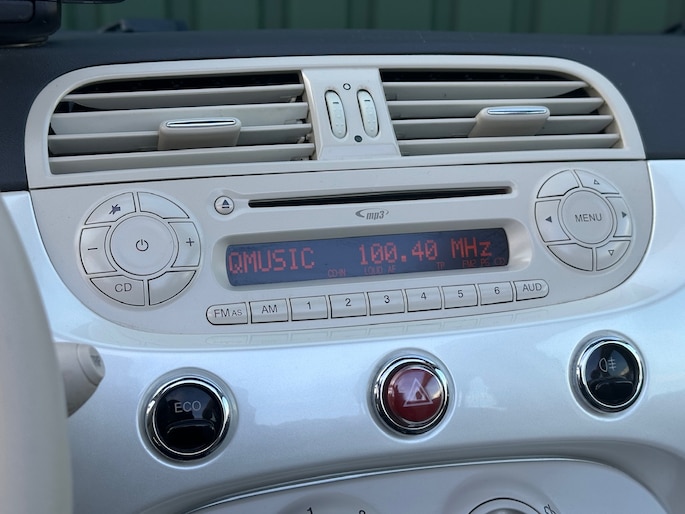 mp3
QMUSIC 100.40 MHz
LOUD AF TP
+
-
CD
MENU
FM AS AM 1 2 3 4 5 6 AUD
ECO